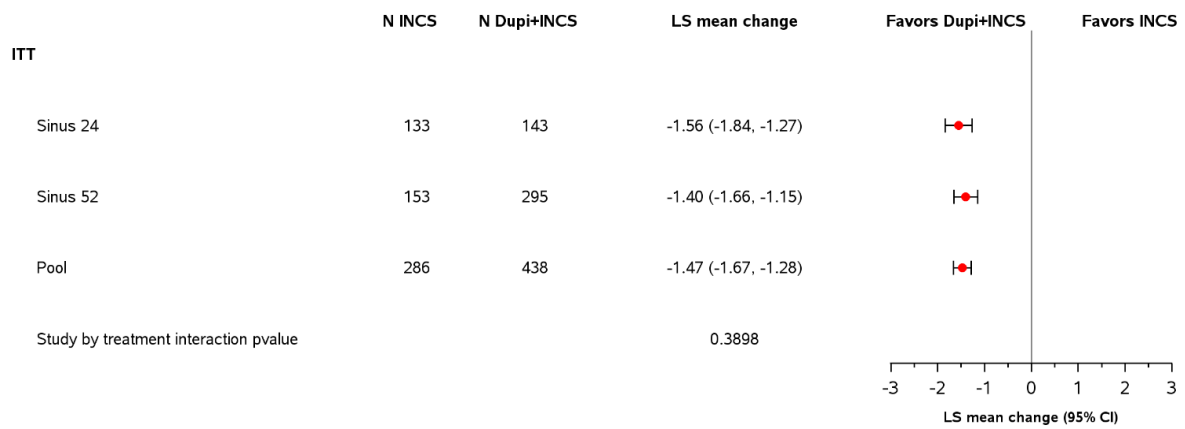 N INCS N Dupi+INCS LS mean change Favors Dupi+INCS Favors INCS
ITT
Sinus 24 133 143 -1.56 (-1.84, -1.27)
Sinus 52 153 295 -1.40 (-1.66, -1.15)
Pool 286 438 -1.47 (-1.67, -1.28)
Study by treatment interaction pvalue 0.3898
-3 -2 -1 0 1 2 3
LS mean change (95% CI)